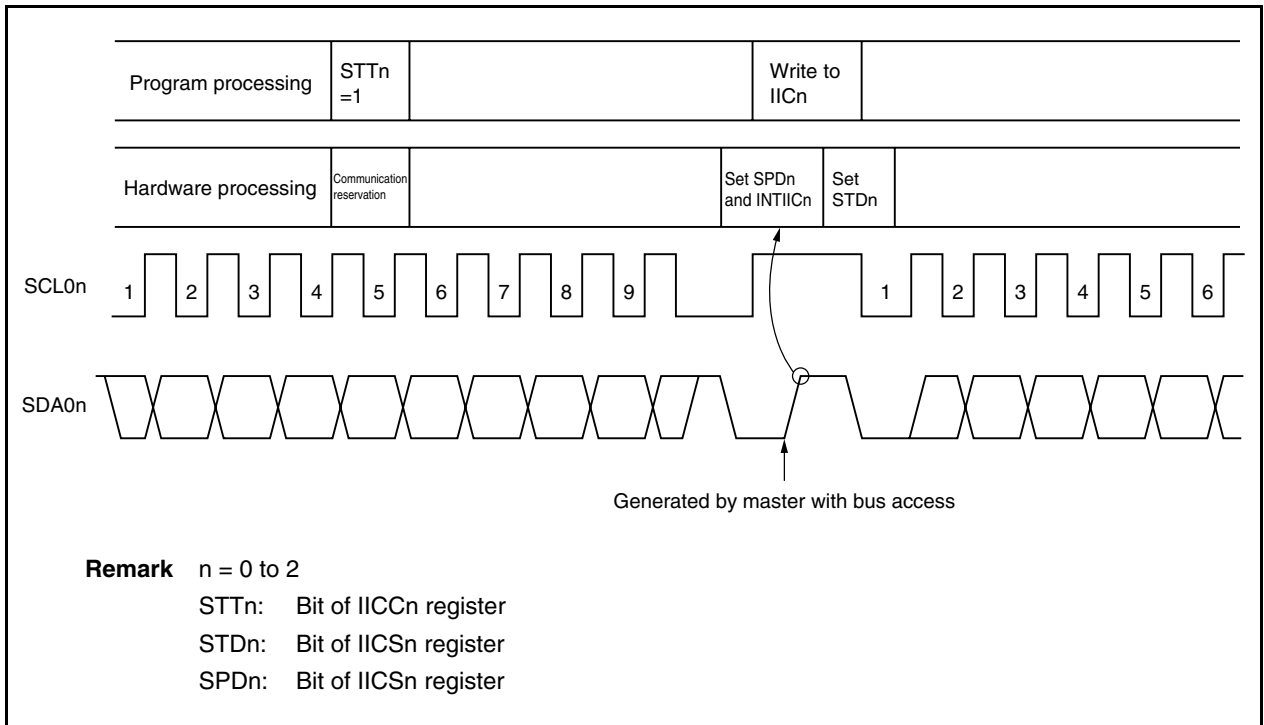 Program processing
STTn
=1
Write to
IICn
Hardware processing
Communication
reservation
Set SPDn
and INTIICn
Set
STDn
SCL0n
1 2 3 4 5 6 7 8 9 1 2 3 4 5 6
SDA0n
Generated by master with bus access
Remark n = 0 to 2
STTn: Bit of IICCn register
STDn: Bit of IICSn register
SPDn: Bit of IICSn register